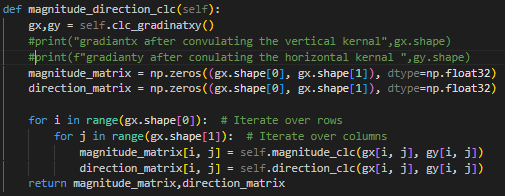 def magnitude_direction_clc(self):
    gx,gy = self.clc_gradinatxy()
    #print("gradiantx after convulating the vertical kernal",gx.shape)
    #print(f"gradianty after conulating the horizontal kernal ",gy.shape)
    magnitude_matrix = np.zeros((gx.shape[0], gx.shape[1]), dtype=np.float32)
    direction_matrix = np.zeros((gx.shape[0], gx.shape[1]), dtype=np.float32)

    for i in range(gx.shape[0]):  # Iterate over rows
        for j in range(gx.shape[1]):  # Iterate over columns
            magnitude_matrix[i, j] = self.magnitude_clc(gx[i, j], gy[i, j])
            direction_matrix[i, j] = self.direction_clc(gx[i, j], gy[i, j])
    return magnitude_matrix,direction_matrix